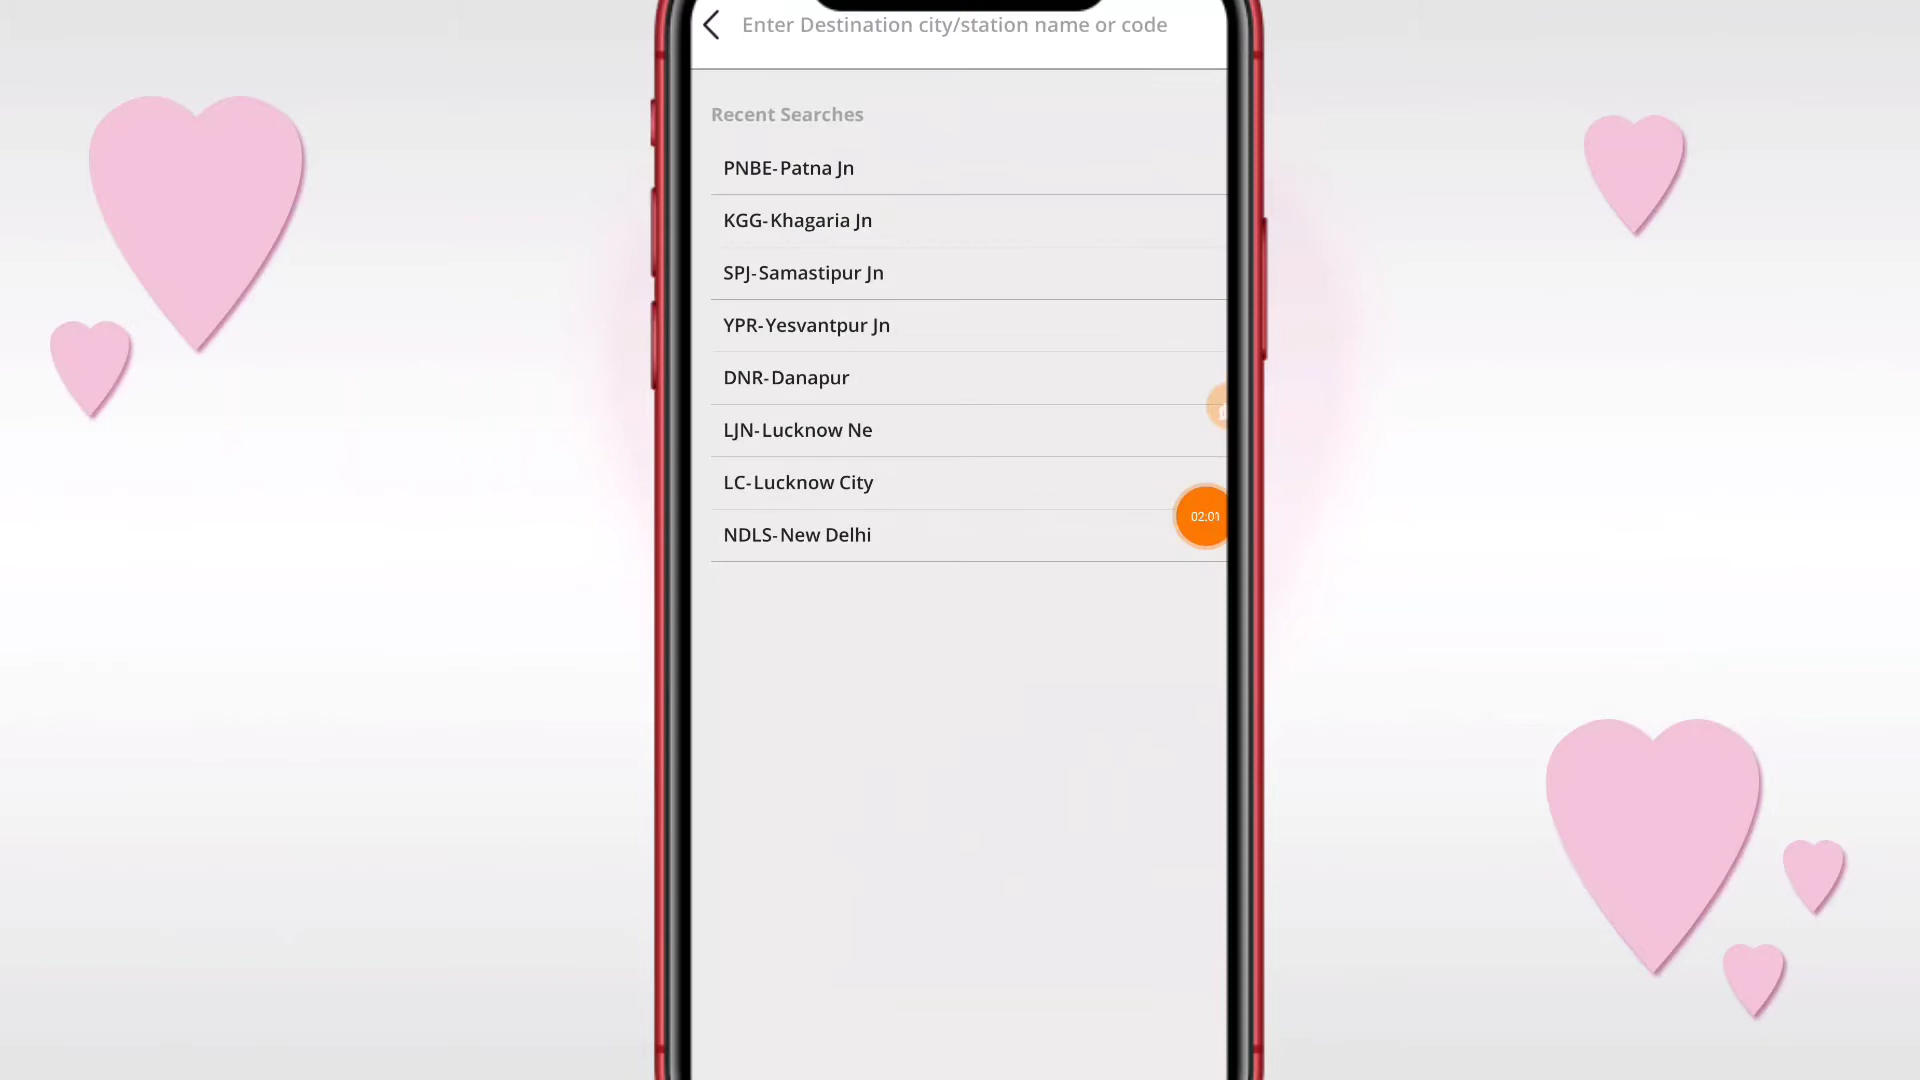 Enter Destination city/station name or code
Recent Searches
PNBE-Patna Jn
KGG-Khagaria Jn
SPJ-Samastipur Jn
YPR-Yesvantpur Jn
DNR-Danapur
LJN-Lucknow Ne
LC-Lucknow City
02:01
NDLS-New Delhi